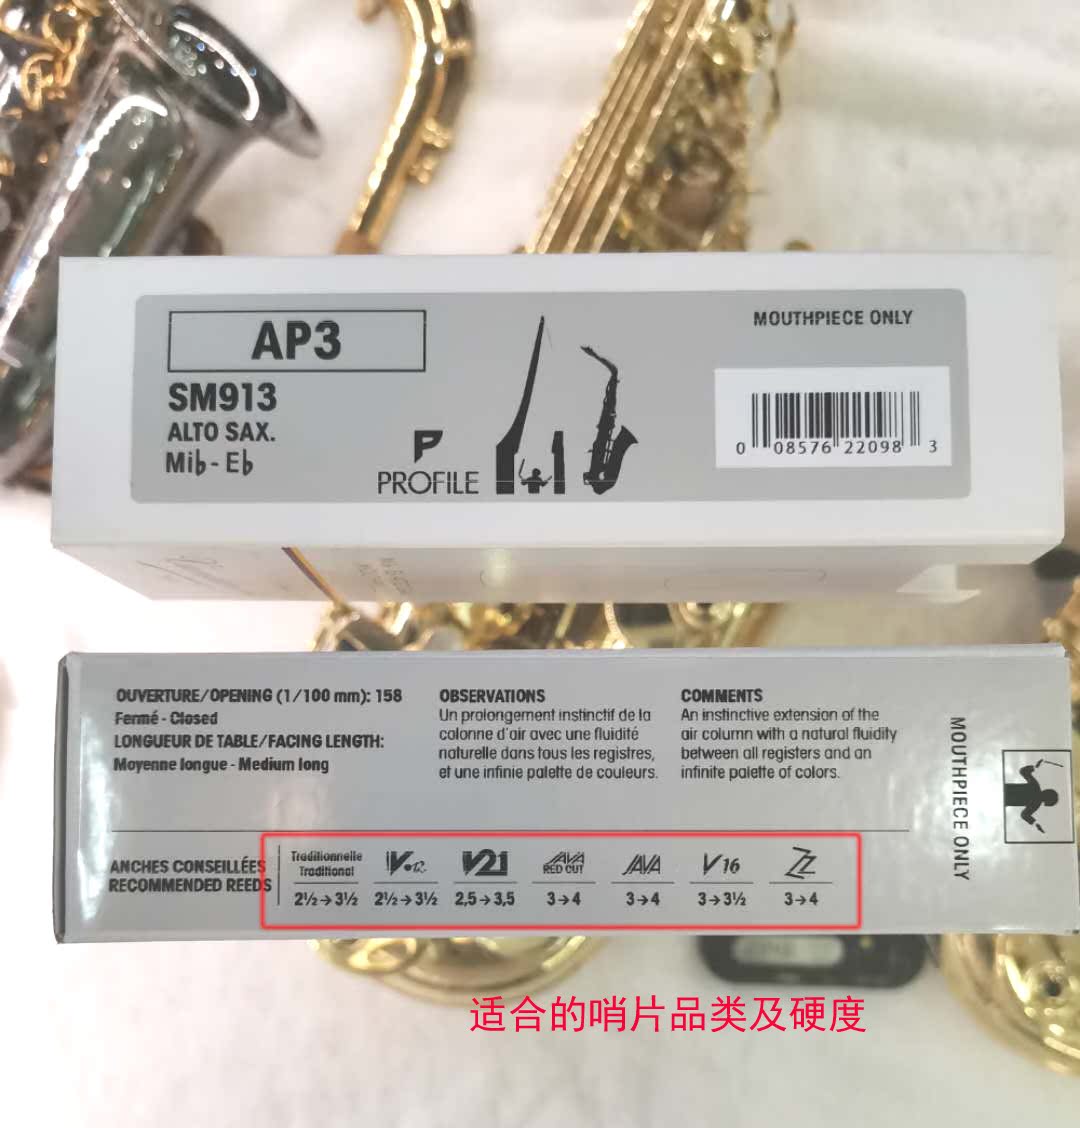 AP3
SM913
ALTO SAX.
Mi♭ - E♭
P
PROFILE
MOUTHPIECE ONLY
0 08576 22098 3
OUVERTURE/OPENING (1/100 mm): 158
Fermé - Closed
LONGUEUR DE TABLE/FACING LENGTH:
Moyenne longue - Medium long
OBSERVATIONS
Un prolongement instinctif de la
colonne d'air avec une fluidité
naturelle dans tous les registres,
et une infinie palette de couleurs.
COMMENTS
An instinctive extension of the
air column with a natural fluidity
between all registers and an
infinite palette of colors.
MOUTHPIECE ONLY
ANCHES CONSEILLÉES
RECOMMENDED REEDS
Traditionnelle
Traditional
2½→3½
V•12
2½→3½
V21
2,5→3,5
JAVA
RED CUT
3→4
JAVA
3→4
V16
3→3½
ZZ
3→4
适合的哨片品类及硬度